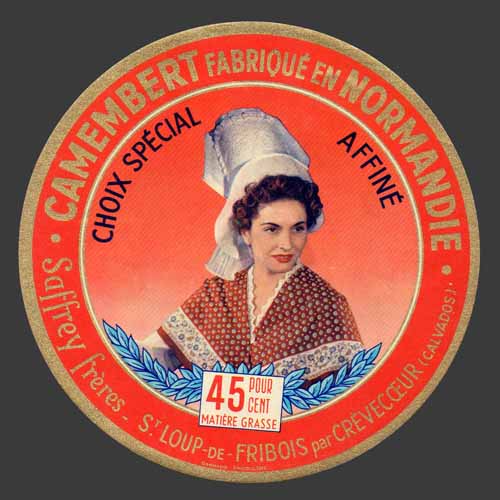 CAMEMBERT FABRIQUÉ EN NORMANDIE
CHOIX SPÉCIAL
AFFINÉ
45 POUR CENT
MATIÈRE GRASSE
Saffrey frères_ ST LOUP-DE-FRIBOIS par CRÈVECŒUR (CALVADOS).